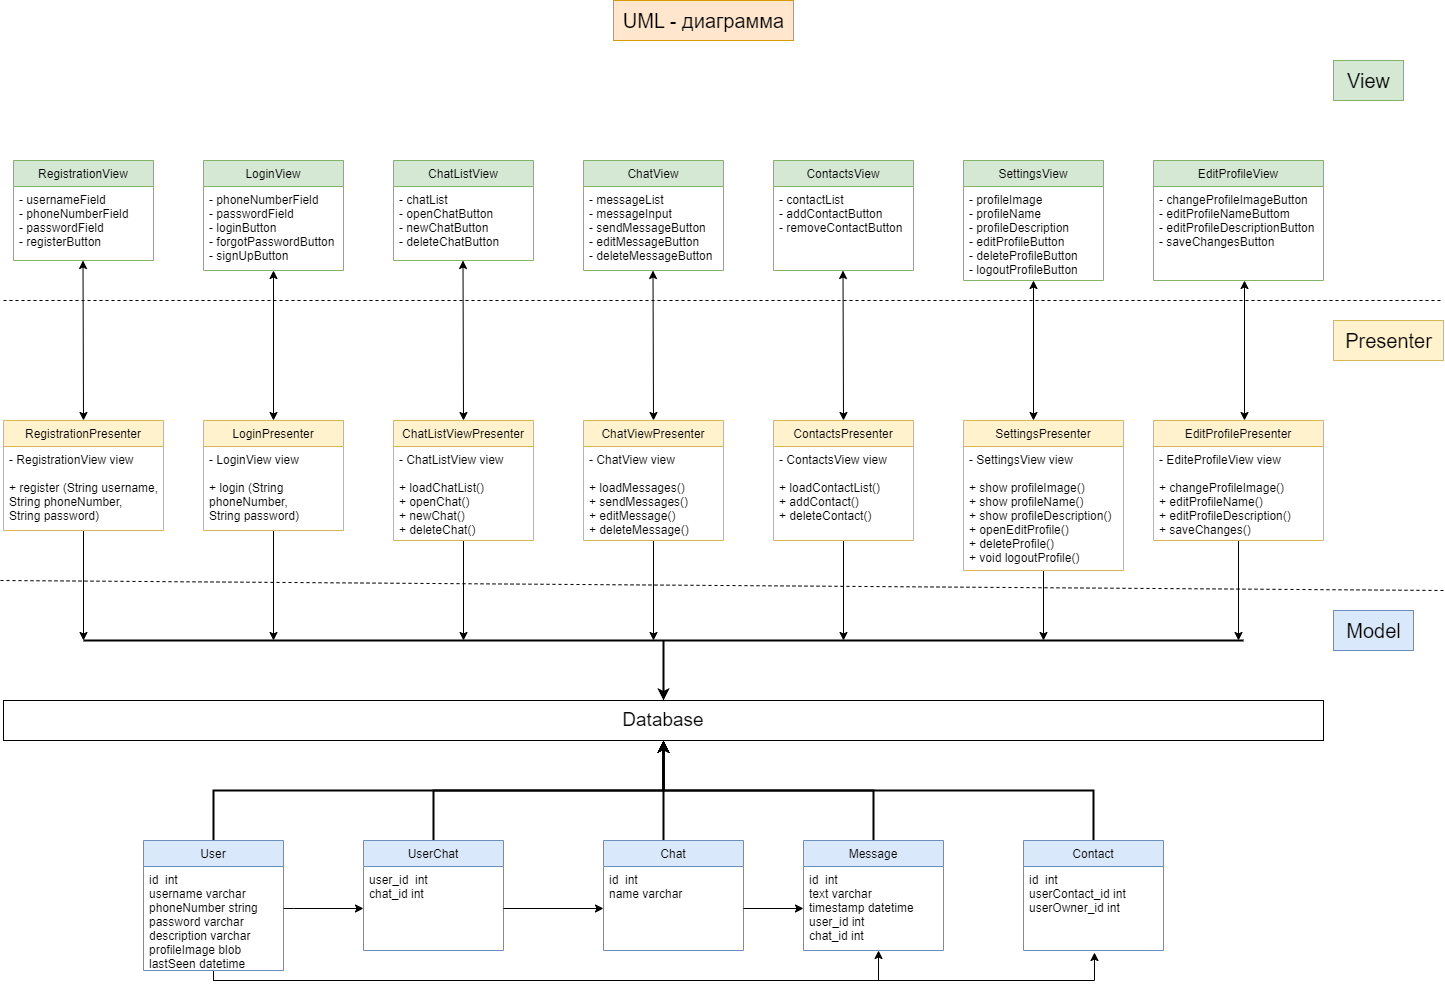 UML - диаграмма
View
RegistrationView
- usernameField
- phoneNumberField
- passwordField
- registerButton
LoginView
- phoneNumberField
- passwordField
- loginButton
- forgotPasswordButton
- signUpButton
ChatListView
- chatList
- openChatButton
- newChatButton
- deleteChatButton
ChatView
- messageList
- messageInput
- sendMessageButton
- editMessageButton
- deleteMessageButton
ContactsView
- contactList
- addContactButton
- removeContactButton
SettingsView
- profileImage
- profileName
- profileDescription
- editProfileButton
- deleteProfileButton
- logoutProfileButton
EditProfileView
- changeProfileImageButton
- editProfileNameButtom
- editProfileDescriptionButton
- saveChangesButton
Presenter
RegistrationPresenter
- RegistrationView view
+ register (String username,
String phoneNumber,
String password)
LoginPresenter
- LoginView view
+ login (String
phoneNumber,
String password)
ChatListViewPresenter
- ChatListView view
+ loadChatList()
+ openChat()
+ newChat()
+ deleteChat()
ChatViewPresenter
- ChatView view
+ loadMessages()
+ sendMessages()
+ editMessage()
+ deleteMessage()
ContactsPresenter
- ContactsView view
+ loadContactList()
+ addContact()
+ deleteContact()
SettingsPresenter
- SettingsView view
+ show profileImage()
+ show profileName()
+ show profileDescription()
+ openEditProfile()
+ deleteProfile()
+ void logoutProfile()
EditProfilePresenter
- EditeProfileView view
+ changeProfileImage()
+ editProfileName()
+ editProfileDescription()
+ saveChanges()
Model
Database
User
id int
username varchar
phoneNumber string
password varchar
description varchar
profileImage blob
lastSeen datetime
UserChat
user_id int
chat_id int
Chat
id int
name varchar
Message
id int
text varchar
timestamp datetime
user_id int
chat_id int
Contact
id int
userContact_id int
userOwner_id int